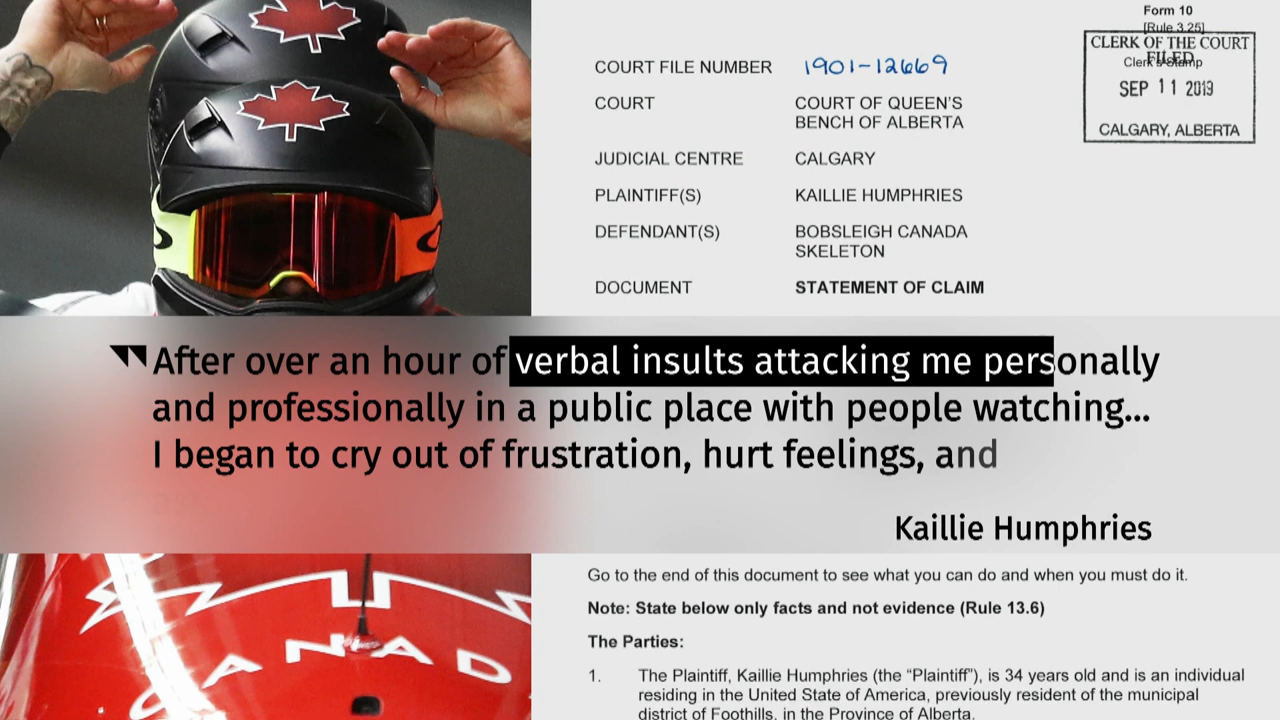 Form 10
[Rule 3.25]
CLERK OF THE COURT
FILED
Clerk's Stamp
SEP 11 2019
CALGARY, ALBERTA
COURT FILE NUMBER 1901-12669
COURT COURT OF QUEEN'S
BENCH OF ALBERTA
JUDICIAL CENTRE CALGARY
PLAINTIFF(S) KAILLIE HUMPHRIES
DEFENDANT(S) BOBSLEIGH CANADA
SKELETON
DOCUMENT STATEMENT OF CLAIM
"After over an hour of verbal insults attacking me personally
and professionally in a public place with people watching...
I began to cry out of frustration, hurt feelings, and
Kaillie Humphries
CANAD
Go to the end of this document to see what you can do and when you must do it.
Note: State below only facts and not evidence (Rule 13.6)
The Parties:
1. The Plaintiff, Kaillie Humphries (the “Plaintiff”), is 34 years old and is an individual
residing in the United State of America, previously resident of the municipal
district of Foothills, in the Province of Alberta.